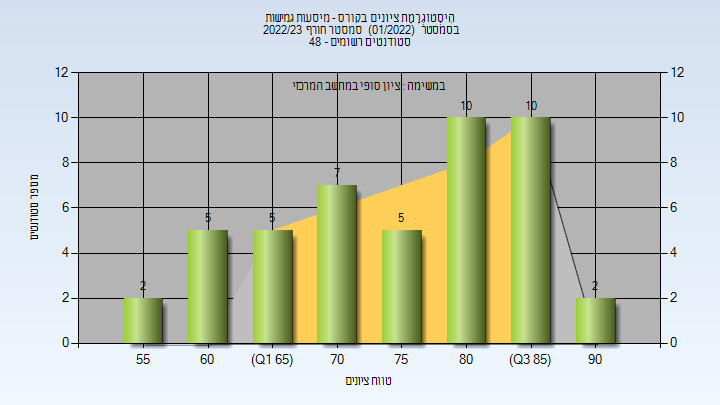 הִיסטוֹגְרָמַת ציונים בקורס - מיסעות גמישות
בסמסטר (01/2022) סמסטר חורף 2022/23
סטודנטים רשומים - 48
במשימה : ציון סופי במחשב המרכזי
מספר סטודנטים
12 12
10 10
8 8
6 6
4 4
2 2
0 0
2 5 5 7 5 10 10 2
55 60 (Q1 65) 70 75 80 (Q3 85) 90
טווח ציונים